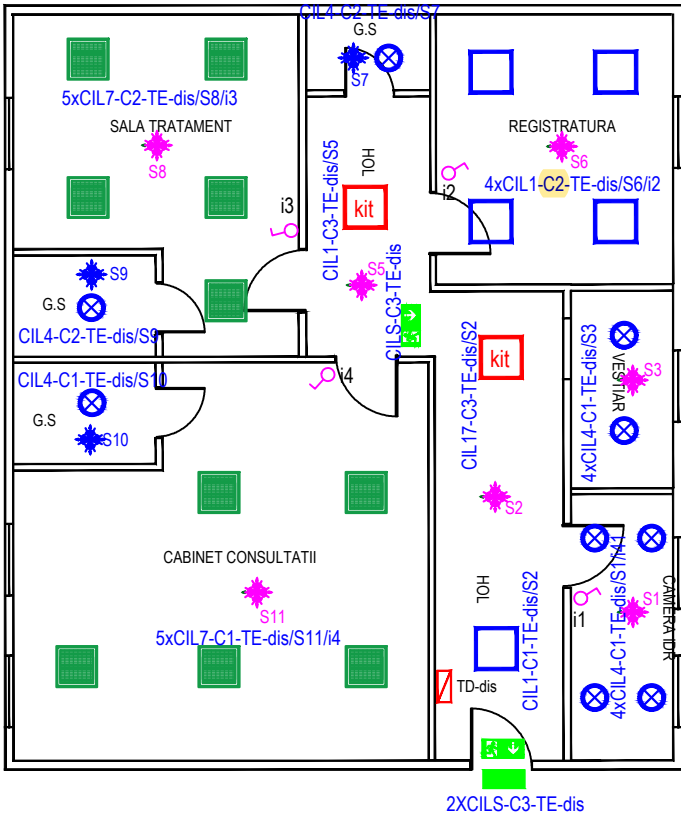 CIL4-C2-TE-dis/S7
G.S
S7
5xCIL7-C2-TE-dis/S8/i3
SALA TRATAMENT
S8
HOL
CIL1-C3-TE-dis/S5
kit
REGISTRATURA
S6
i2
4xCIL1-C2-TE-dis/S6/i2
i3
S5
CILS-C3-TE-dis
S9
G.S
CIL4-C2-TE-dis/S9
CIL4-C1-TE-dis/S10
i4
G.S
S10
kit
CIL17-C3-TE-dis/S2
4xCIL4-C1-TE-dis/S3
VESTIAR
S3
S2
CABINET CONSULTATII
S11
5xCIL7-C1-TE-dis/S11/i4
HOL
CIL1-C1-TE-dis/S2
i1
4xCIL4-C1-TE-dis/S1/i41
S1
CAMERA IDR
TD-dis
2XCILS-C3-TE-dis